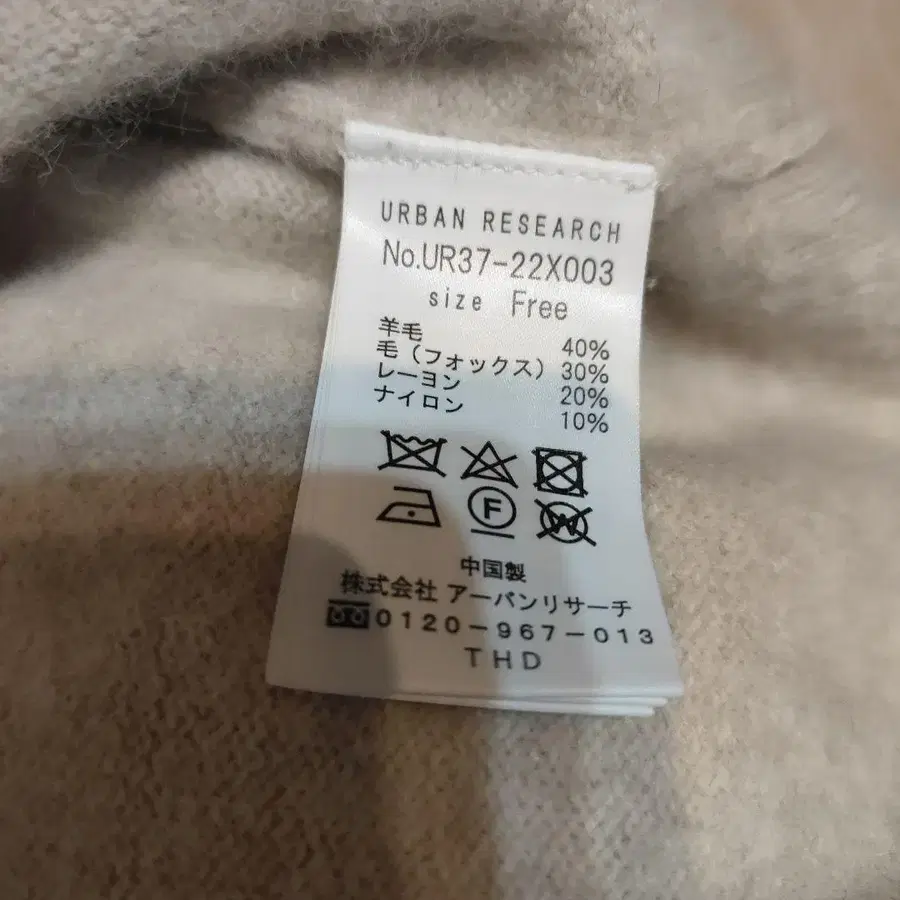 URBAN RESEARCH
No.UR37-22X003
size Free
羊毛 40%
毛(フォックス) 30%
レーヨン 20%
ナイロン 10%
F
W
中国製
株式会社 アーバンリサーチ
0120-967-013
THD